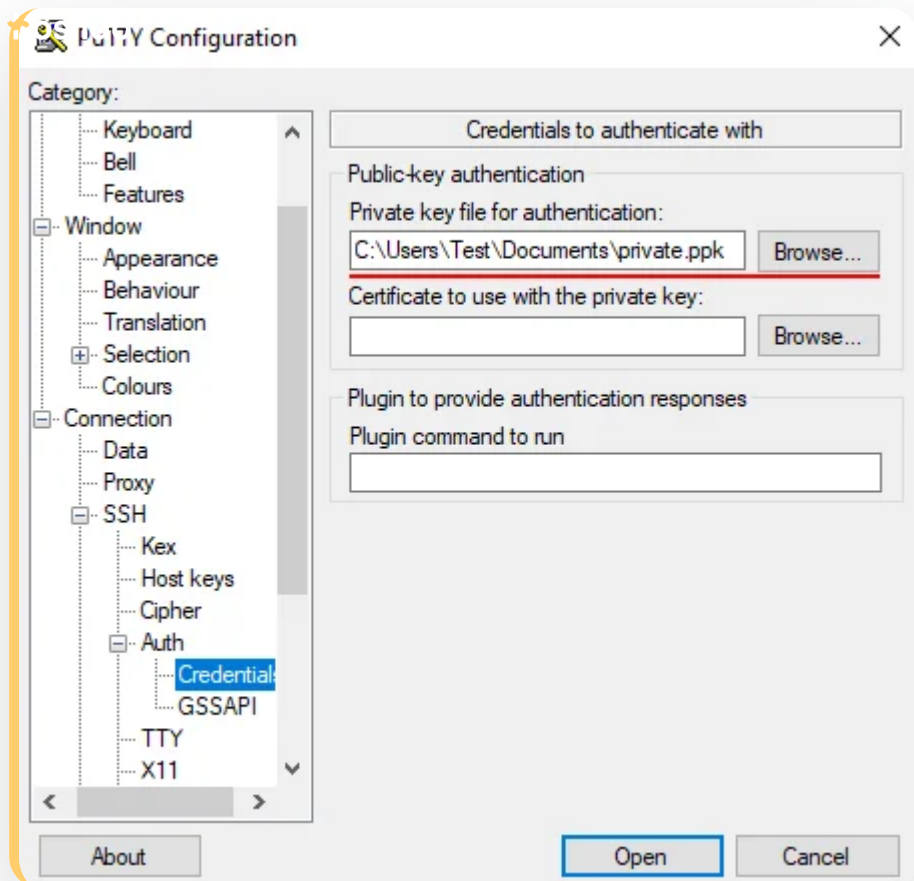 PuTTY Configuration
Category:
Keyboard
Bell
Features
Window
Appearance
Behaviour
Translation
Selection
Colours
Connection
Data
Proxy
SSH
Kex
Host keys
Cipher
Auth
Credentials
GSSAPI
TTY
X11
Credentials to authenticate with
Public-key authentication
Private key file for authentication:
C:\Users\Test\Documents\private.ppk
Browse...
Certificate to use with the private key:
Browse...
Plugin to provide authentication responses
Plugin command to run
About
Open
Cancel